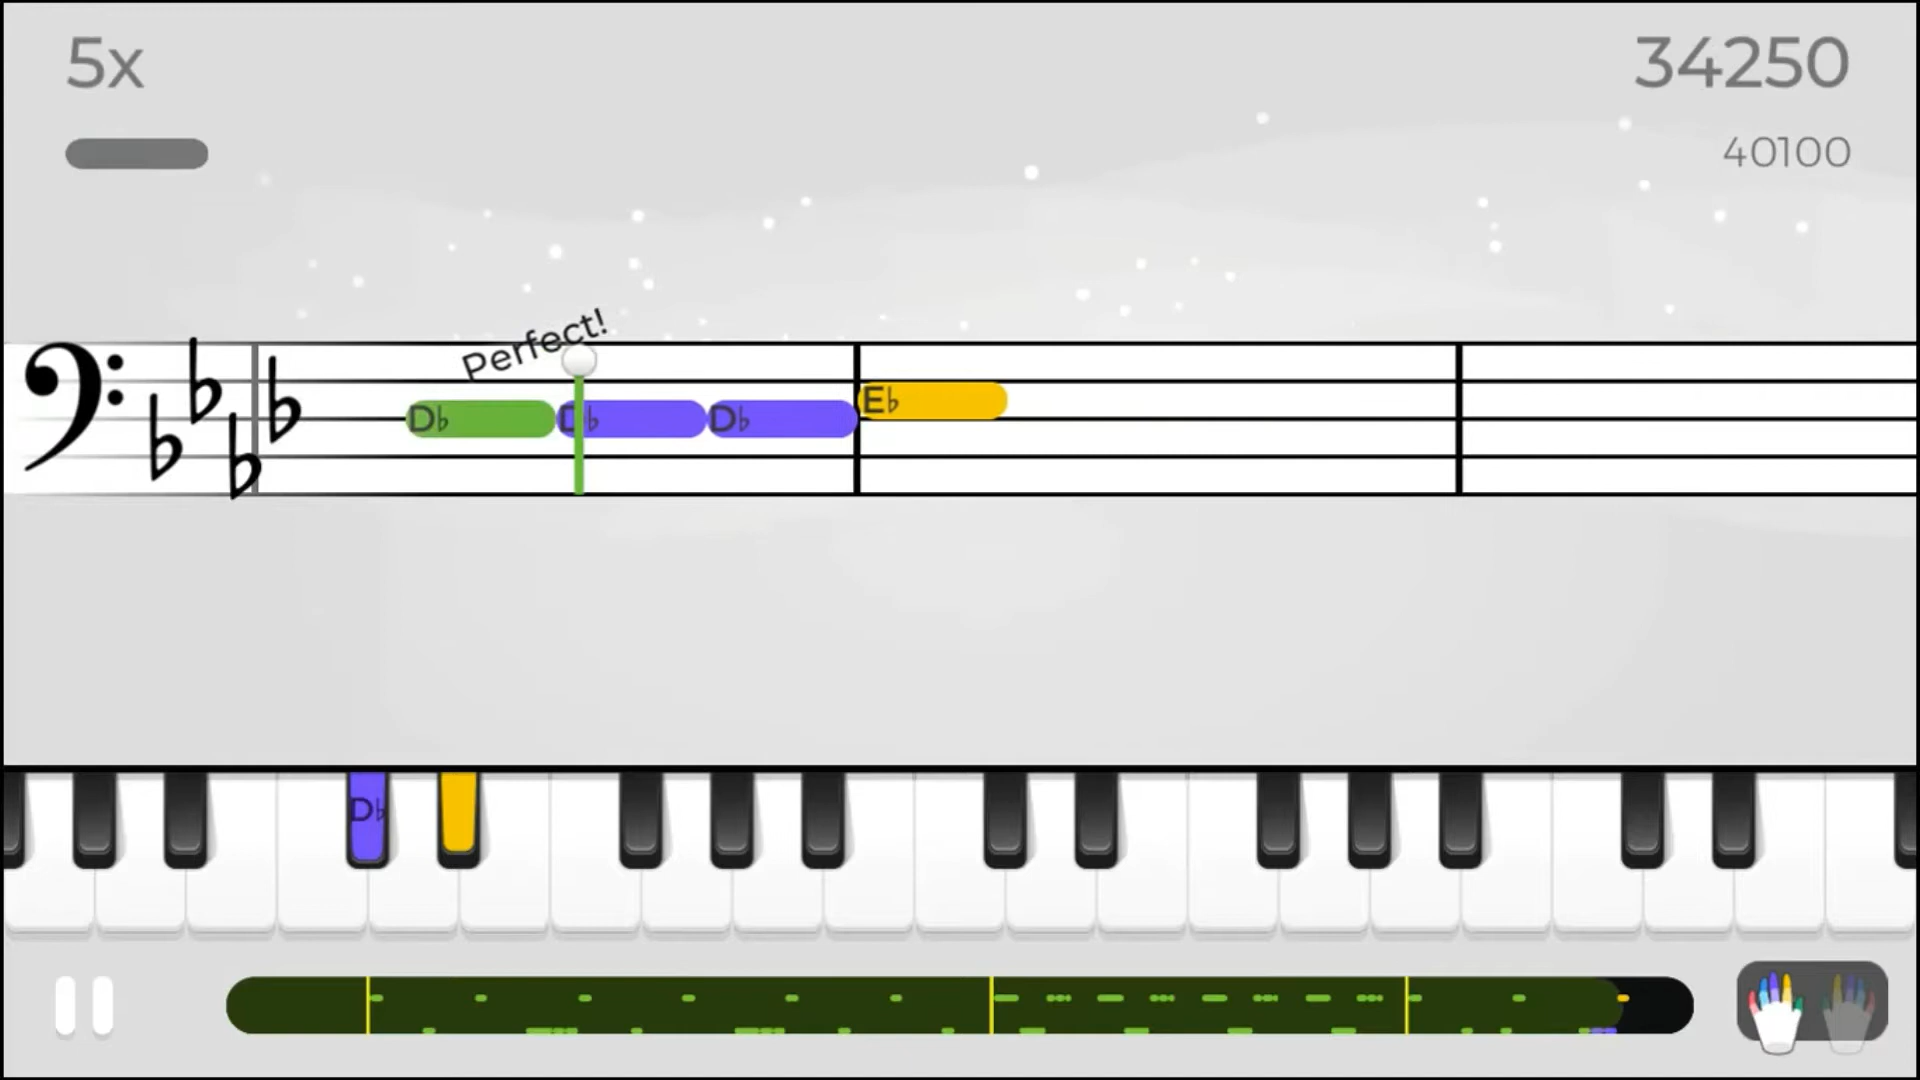 5x
34250
40100
Perfect!
D♭ D♭ D♭ E♭
D♭